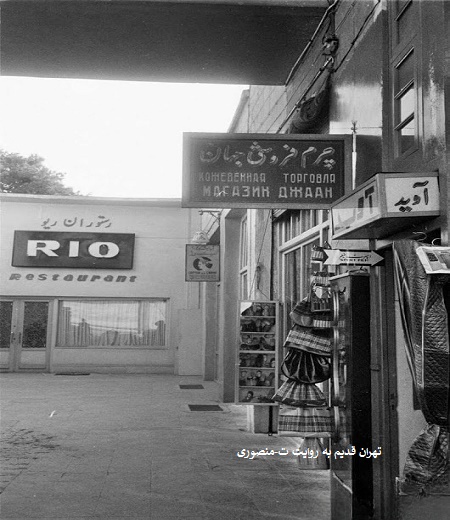 رستوران ریو
RIO
Restaurant
چرم فروشی جهان
КОЖЕВЕННАЯ ТОРГОВЛЯ
МАГАЗИН ДЖААН
آوید
تهران قدیم به روایت ت-منصوری